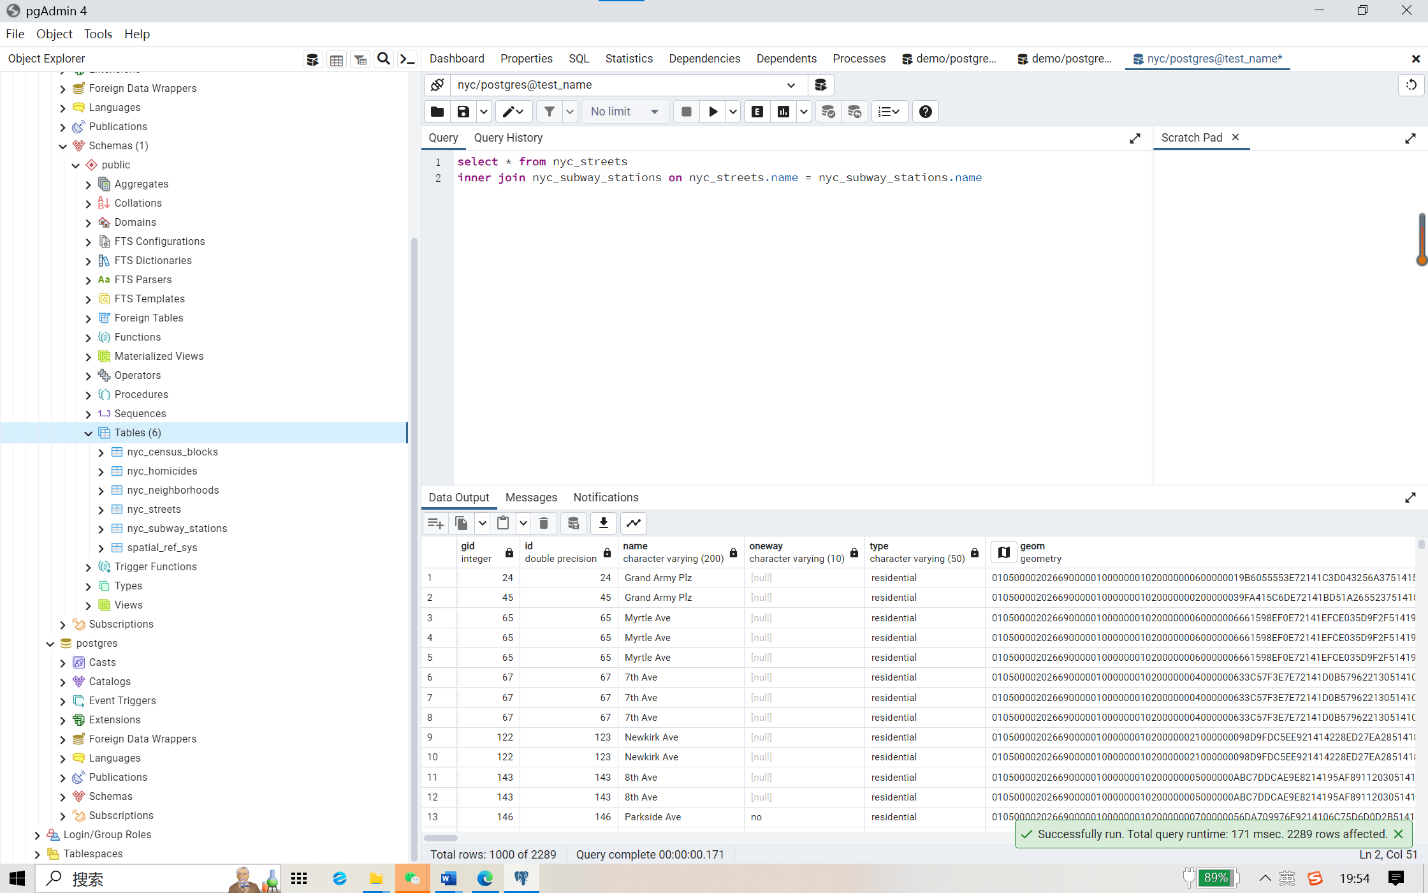 pgAdmin 4
File Object Tools Help
Object Explorer
Dashboard Properties SQL Statistics Dependencies Dependents Processes demo/postgre... demo/postgre... nyc/postgres@test_name*
Extensions
Foreign Data Wrappers
Languages
Publications
Schemas (1)
public
Aggregates
Collations
Domains
FTS Configurations
FTS Dictionaries
FTS Parsers
FTS Templates
Foreign Tables
Functions
Materialized Views
Operators
Procedures
1..3 Sequences
Tables (6)
nyc_census_blocks
nyc_homicides
nyc_neighborhoods
nyc_streets
nyc_subway_stations
spatial_ref_sys
Trigger Functions
Types
Views
Subscriptions
postgres
Casts
Catalogs
Event Triggers
Extensions
Foreign Data Wrappers
Languages
Publications
Schemas
Subscriptions
Login/Group Roles
Tablespaces
nyc/postgres@test_name
No limit
Query Query History
Scratch Pad
1 select * from nyc_streets
2 inner join nyc_subway_stations on nyc_streets.name = nyc_subway_stations.name
Data Output Messages Notifications
gid id name oneway type geom
integer double precision character varying (200) character varying (10) character varying (50) geometry
1 24 24 Grand Army Plz [null] residential
2 45 45 Grand Army Plz [null] residential
3 65 65 Myrtle Ave [null] residential
4 65 65 Myrtle Ave [null] residential
5 65 65 Myrtle Ave [null] residential
6 67 67 7th Ave [null] residential
7 67 67 7th Ave [null] residential
8 67 67 7th Ave [null] residential
9 122 123 Newkirk Ave [null] residential
10 122 123 Newkirk Ave [null] residential
11 143 143 8th Ave [null] residential
12 143 143 8th Ave [null] residential
13 146 146 Parkside Ave no residential
Successfully run. Total query runtime: 171 msec. 2289 rows affected.
Total rows: 1000 of 2289 Query complete 00:00:00.171
Ln 2, Col 51
搜索
89%
英
19:54